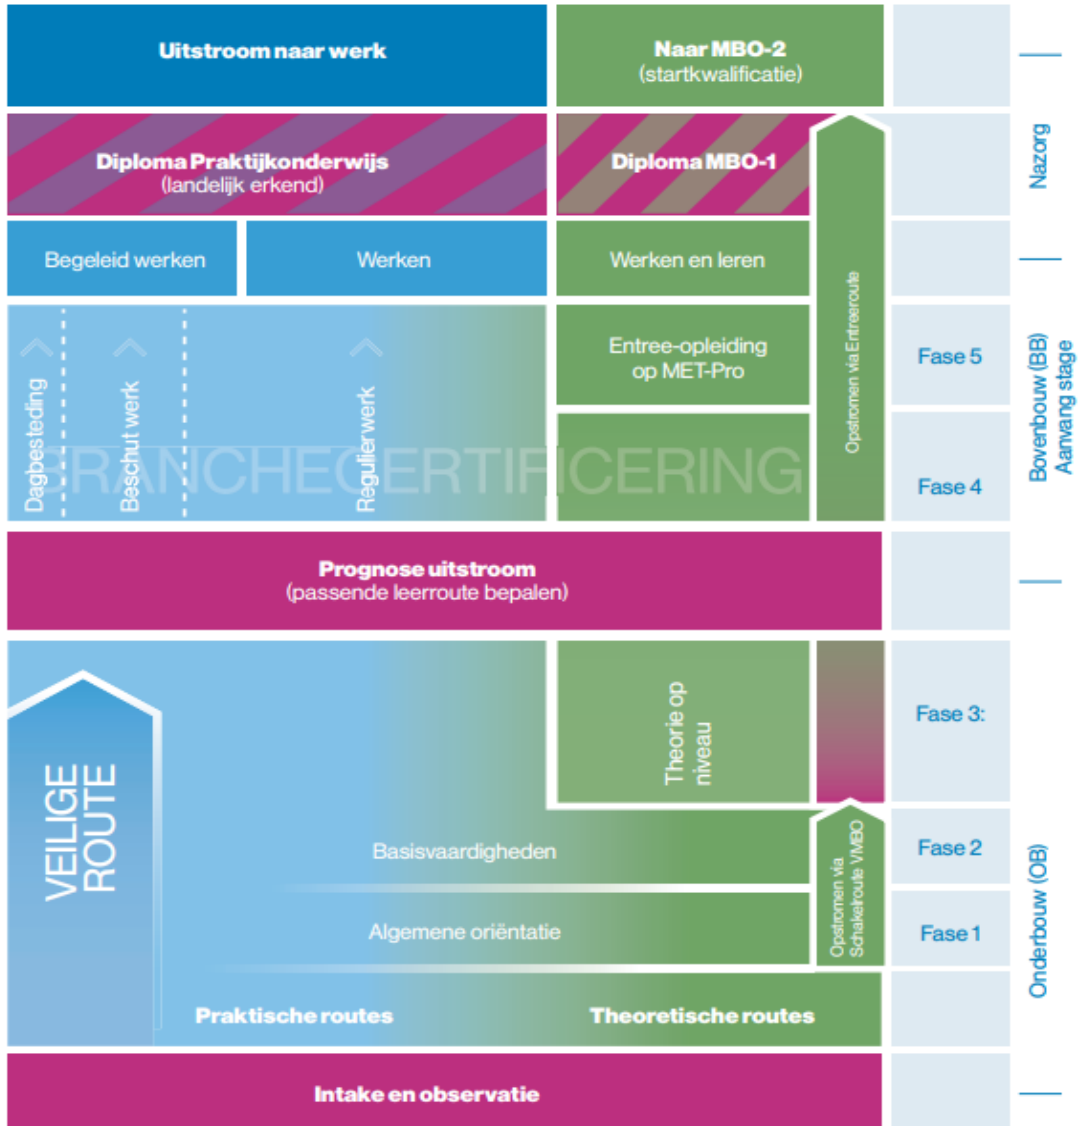 Uitstroom naar werk
Naar MBO-2
(startkwalificatie)
Diploma Praktijkonderwijs
(landelijk erkend)
Diploma MBO-1
Nazorg
Begeleid werken
Werken
Werken en leren
Opstromen via Entreeroute
Dagbesteding
Beschut werk
Regulier werk
Entree-opleiding
op MET-Pro
Fase 5
Bovenbouw (BB)
Aanvang stage
BRANCHECERTIFICERING
Fase 4
Prognose uitstroom
(passende leerroute bepalen)
VEILIGE
ROUTE
Theorie op
niveau
Fase 3:
Basisvaardigheden
Opstromen via
Schakelroute VMBO
Fase 2
Algemene oriëntatie
Fase 1
Onderbouw (OB)
Praktische routes
Theoretische routes
Intake en observatie